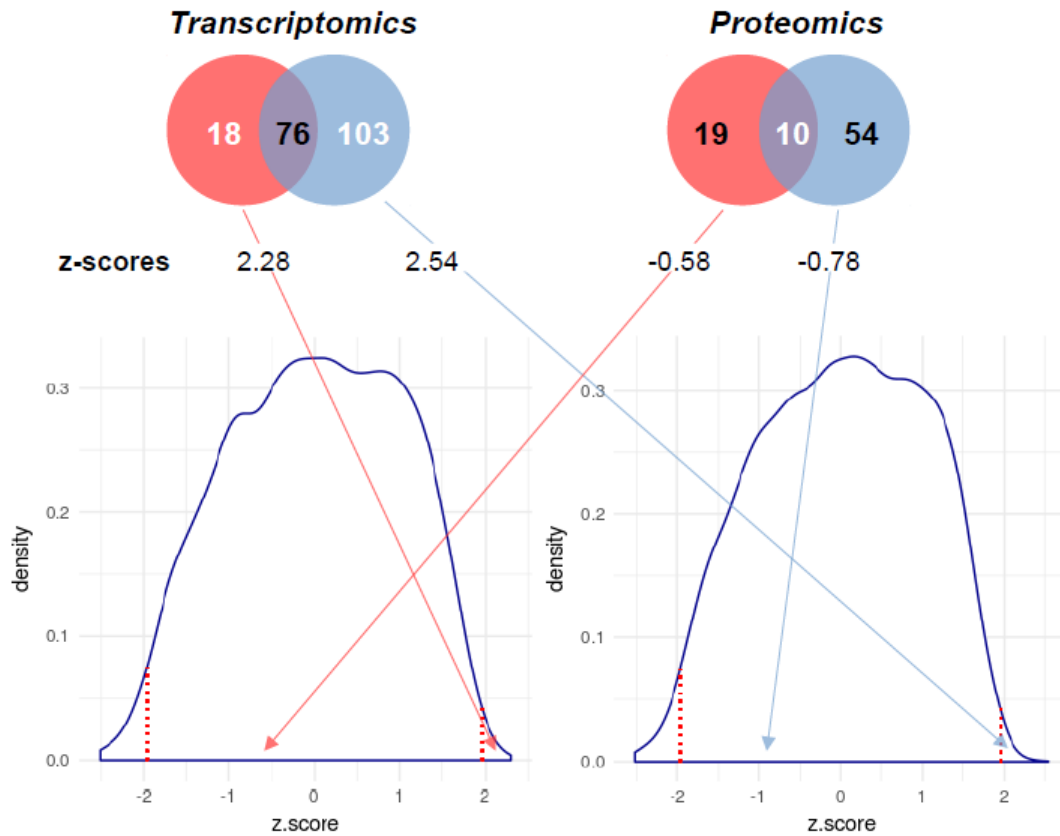 Transcriptomics Proteomics
18 76 103 19 10 54
z-scores 2.28 2.54 -0.58 -0.78
0.3 0.3
0.2 0.2
density density
0.1 0.1
0.0 0.0
-2 -1 0 1 2 -2 -1 0 1 2
z.score z.score